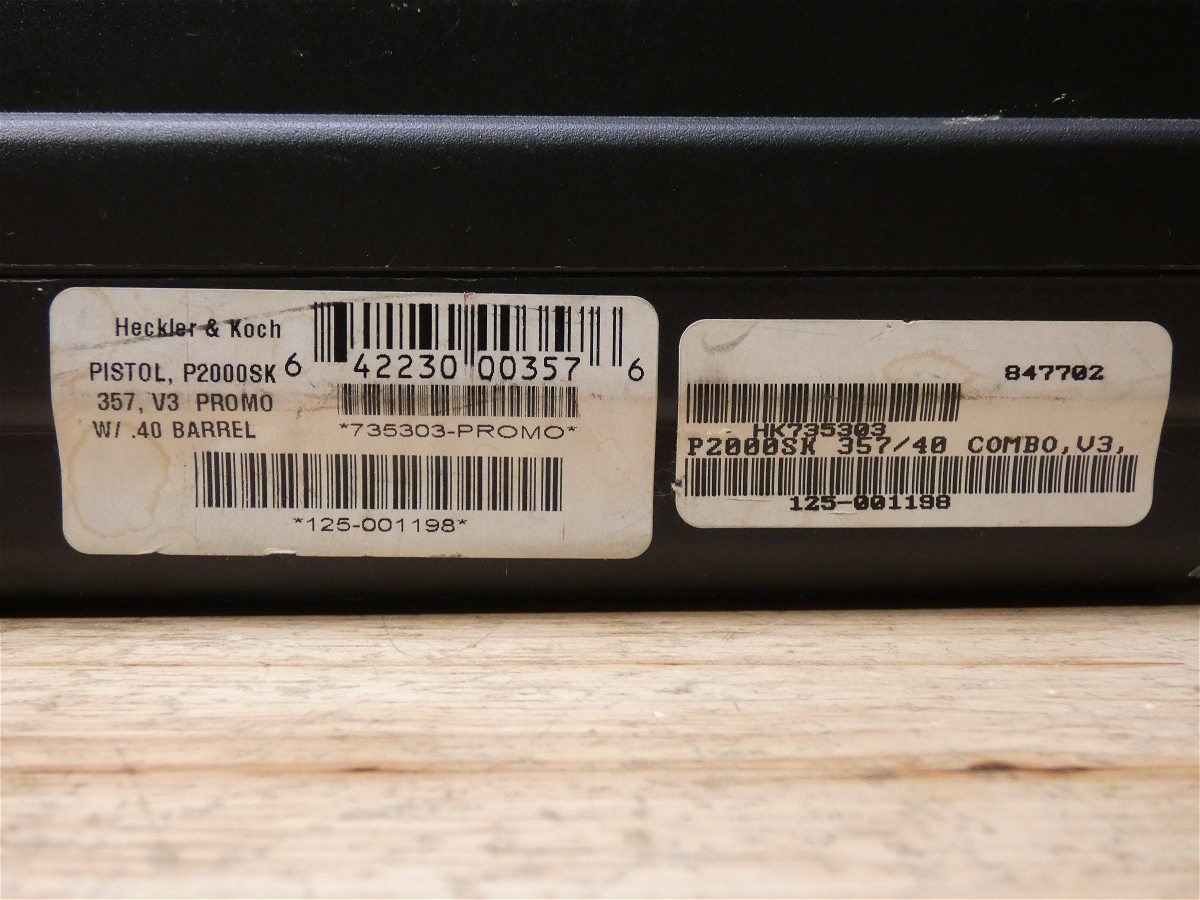 Heckler & Koch
PISTOL, P2000SK
357, V3 PROMO
W/ .40 BARREL
6 42230 00357 6
*735303-PROMO*
*125-001198*
847702
HK735303
P2000SK 357/40 COMBO,V3,
125-001198